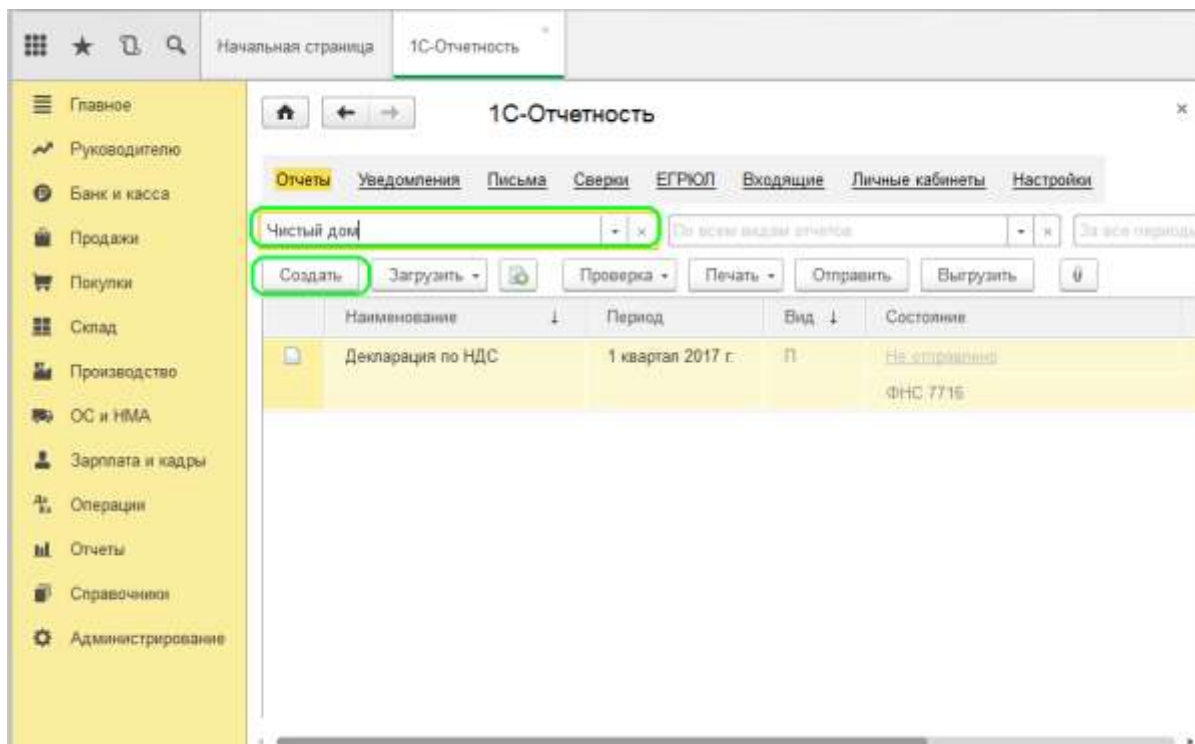 Начальная страница
1С-Отчетность
Главное
Руководителю
Банк и касса
Продажи
Покупки
Склад
Производство
ОС и НМА
Зарплата и кадры
Операции
Отчеты
Справочники
Администрирование
1С-Отчетность
Отчеты Уведомления Письма Сверки ЕГРЮЛ Входящие Личные кабинеты Настройки
Чистый дом По всем видам отчетов За все периоды
Создать Загрузить Проверка Печать Отправить Выгрузить
Наименование Период Вид Состояние
Декларация по НДС 1 квартал 2017 г. П Не отправлено
ФНС 7716